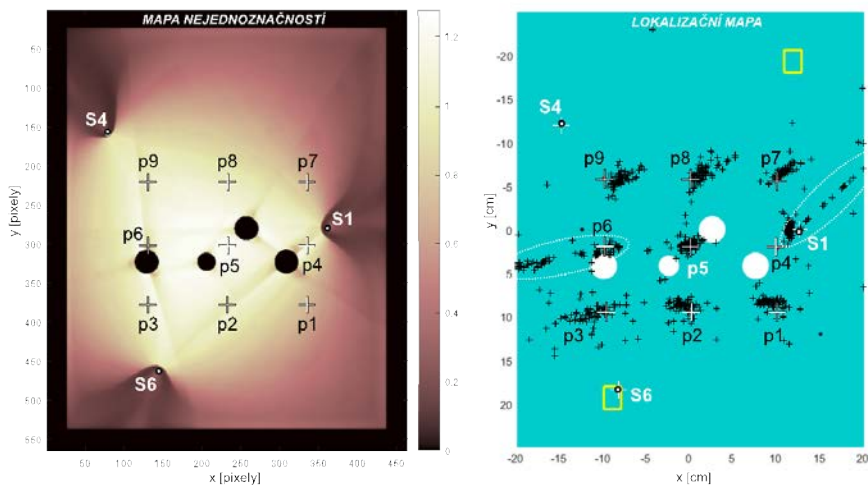 MAPA NEJEDNOZNAČNOSTÍ
0
50
100
150
200
250
300
350
400
450
500
550
y [pixely]
50
100
150
200
250
300
350
400
450
x [pixely]
S4
p9
p8
p7
S1
p6
p5
p4
p3
p2
p1
S6
1.2
1
0.8
0.6
0.4
0.2
0
LOKALIZAČNÍ MAPA
-20
-15
-10
-5
0
5
10
15
20
y [cm]
-20
-15
-10
-5
0
5
10
15
20
x [cm]
S4
p9
p8
p7
p6
S1
p5
p4
p3
p2
p1
S6